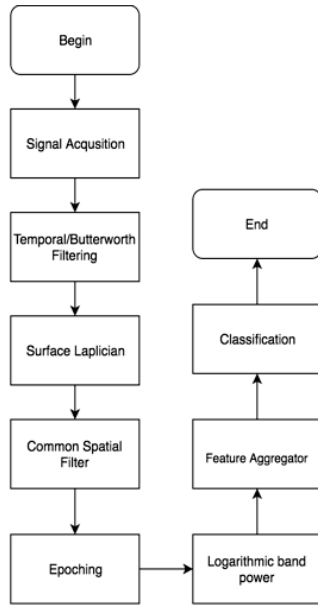 Begin
Signal Acqusition
Temporal/Butterworth
Filtering
Surface Laplician
Common Spatial
Filter
Epoching
Logarithmic band
power
Feature Aggregator
Classification
End